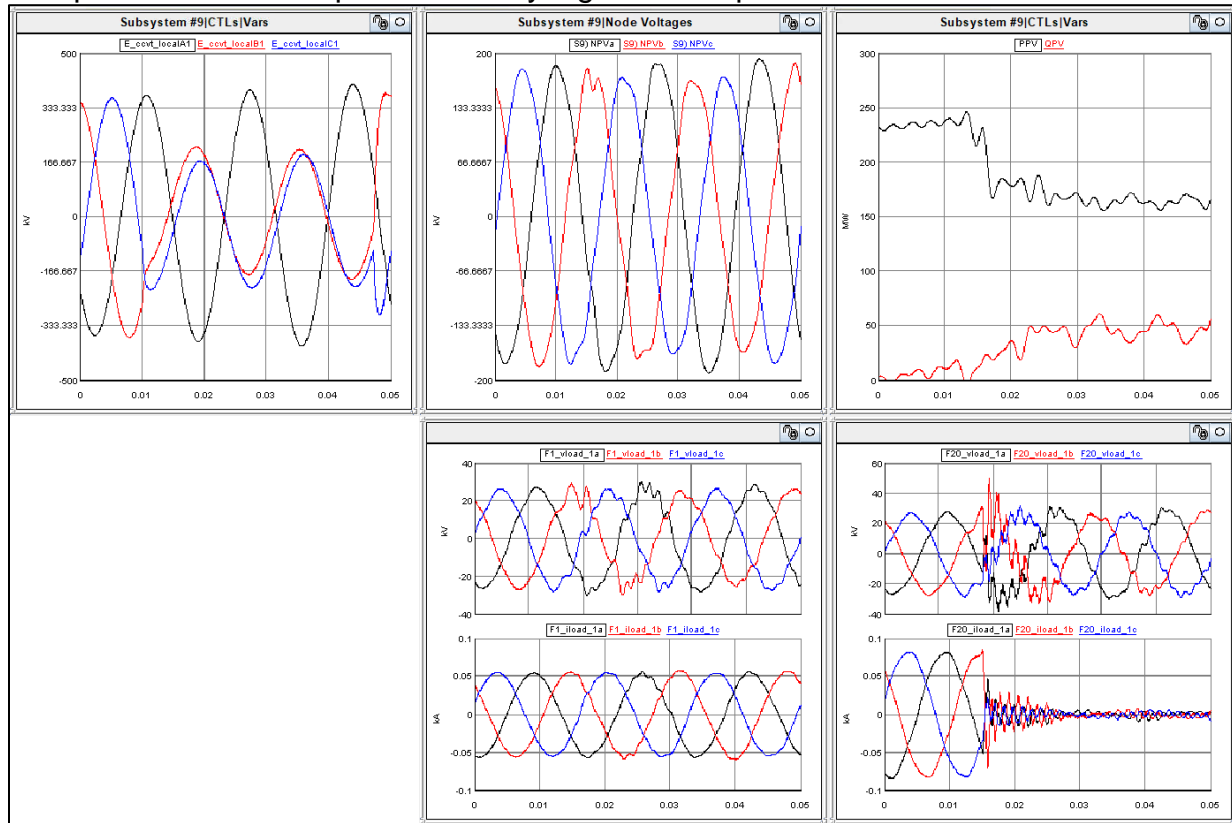 Subsystem #9|CTLs|Vars
E_ccvt_localA1 E_ccvt_localB1 E_ccvt_localC1
500
333.333
166.667
0
-166.667
-333.333
-500
kV
0 0.01 0.02 0.03 0.04 0.05
Subsystem #9|Node Voltages
S9) NPVa S9) NPVb S9) NPVc
200
133.3333
66.6667
0
-66.6667
-133.3333
-200
kV
0 0.01 0.02 0.03 0.04 0.05
Subsystem #9|CTLs|Vars
PPV QPV
300
250
200
150
100
50
0
MW
0 0.01 0.02 0.03 0.04 0.05
F1_vload_1a F1_vload_1b F1_vload_1c
40
20
0
-20
40
kV
F1_iload_1a F1_iload_1b F1_iload_1c
0.1
0.05
0
-0.05
-0.1
kA
0 0.01 0.02 0.03 0.04 0.05
F20_vload_1a F20_vload_1b F20_vload_1c
60
40
20
0
-20
40
kV
F20_iload_1a F20_iload_1b F20_iload_1c
0.1
0.05
0
-0.05
-0.1
kA
0 0.01 0.02 0.03 0.04 0.05